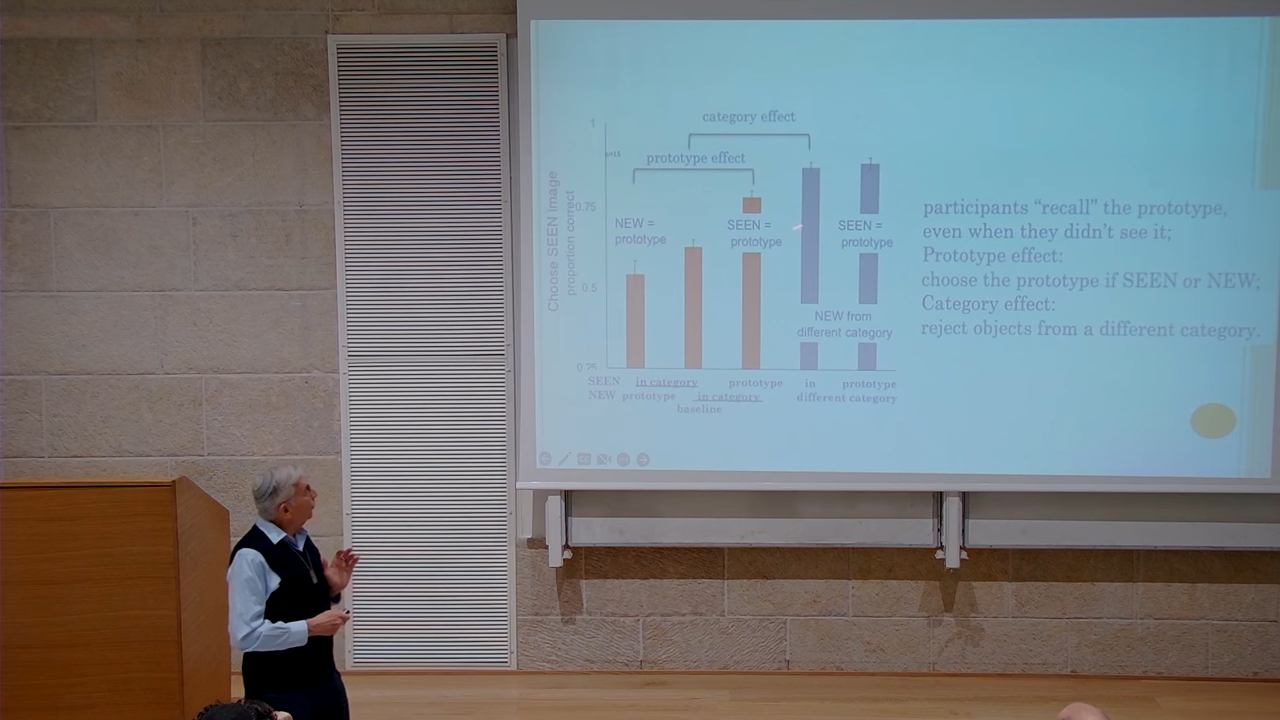 category effect
1
n=15
prototype effect
Choose SEEN image
proportion correct
0.75
NEW =
prototype
SEEN =
prototype
SEEN =
prototype
0.5
NEW from
different category
0.25
SEEN in category prototype in prototype
NEW prototype in category different category
baseline
participants “recall” the prototype,
even when they didn’t see it;
Prototype effect:
choose the prototype if SEEN or NEW;
Category effect:
reject objects from a different category.